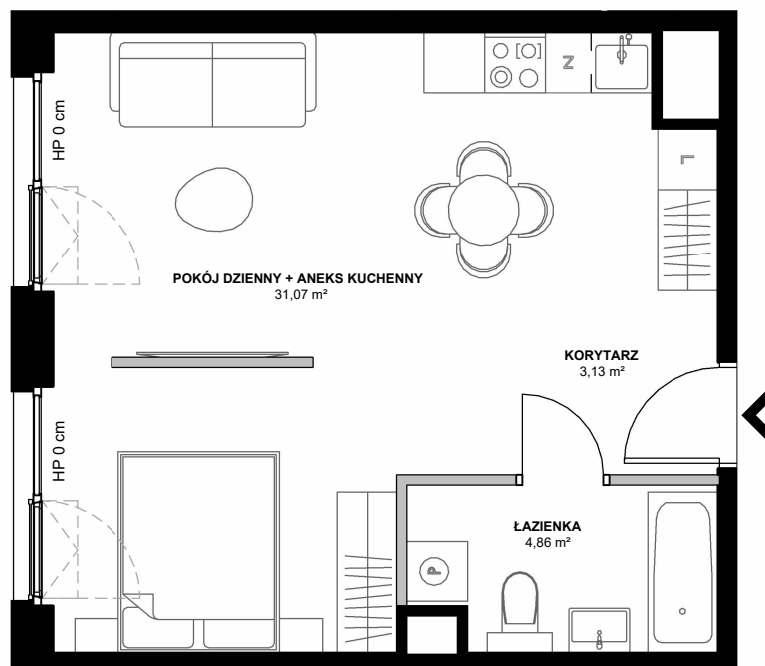 Z
L
HP 0 cm
POKÓJ DZIENNY + ANEKS KUCHENNY
31,07 m²
KORYTARZ
3,13 m²
HP 0 cm
ŁAZIENKA
4,86 m²
P